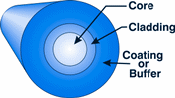 Core
Cladding
Coating
or
Buffer